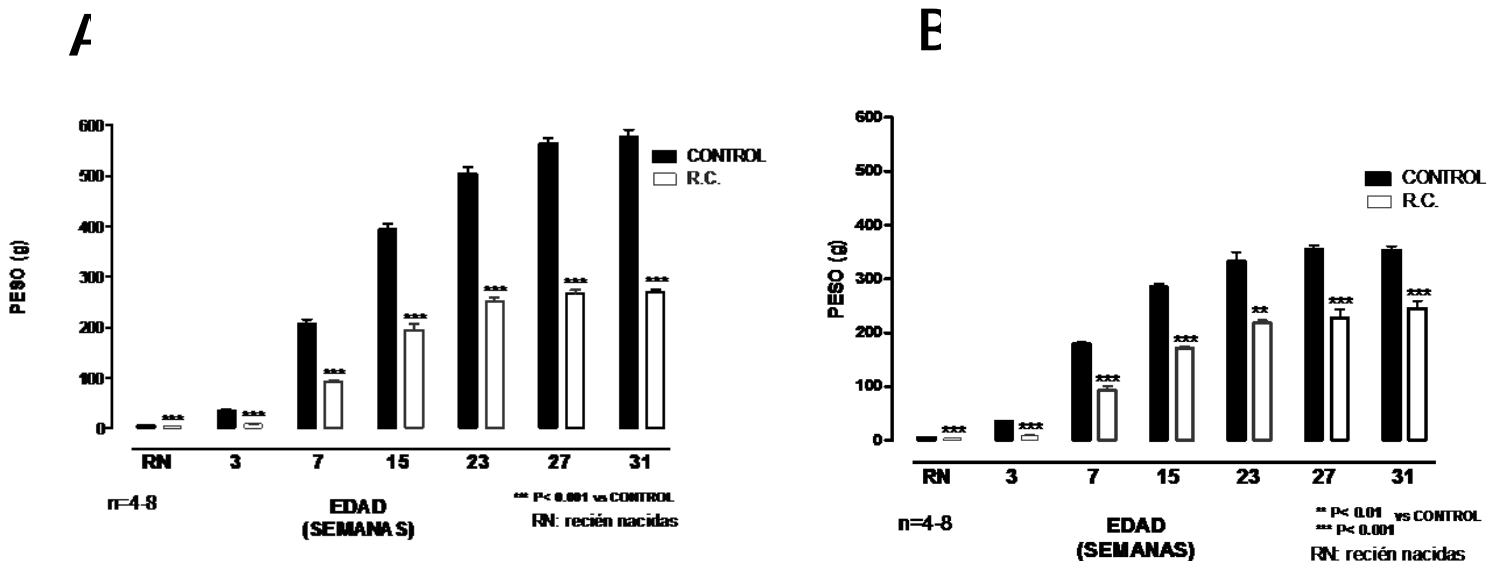 A
600
500
400
300
200
100
0
PESO (g)
CONTROL
R.C.
*** *** *** *** *** *** ***
RN 3 7 15 23 27 31
n=4-8
EDAD
(SEMANAS)
*** P< 0.001 vs CONTROL
RN: recién nacidas
B
600
500
400
300
200
100
0
PESO (g)
CONTROL
R.C.
*** *** *** *** ** *** ***
RN 3 7 15 23 27 31
n=4-8
EDAD
(SEMANAS)
** P< 0.01 vs CONTROL
*** P< 0.001
RN: recién nacidas